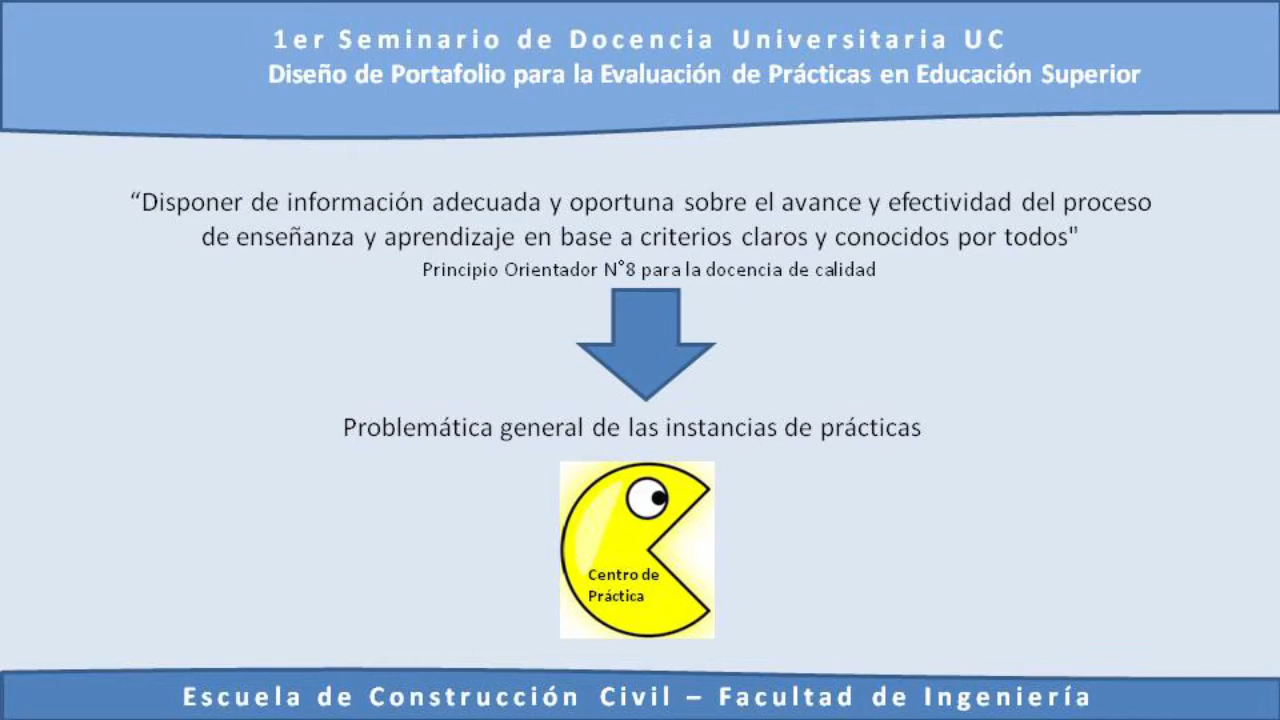 1er Seminario de Docencia Universitaria UC
Diseño de Portafolio para la Evaluación de Prácticas en Educación Superior
“Disponer de información adecuada y oportuna sobre el avance y efectividad del proceso
de enseñanza y aprendizaje en base a criterios claros y conocidos por todos"
Principio Orientador N°8 para la docencia de calidad
Problemática general de las instancias de prácticas
Centro de
Práctica
Escuela de Construcción Civil – Facultad de Ingeniería